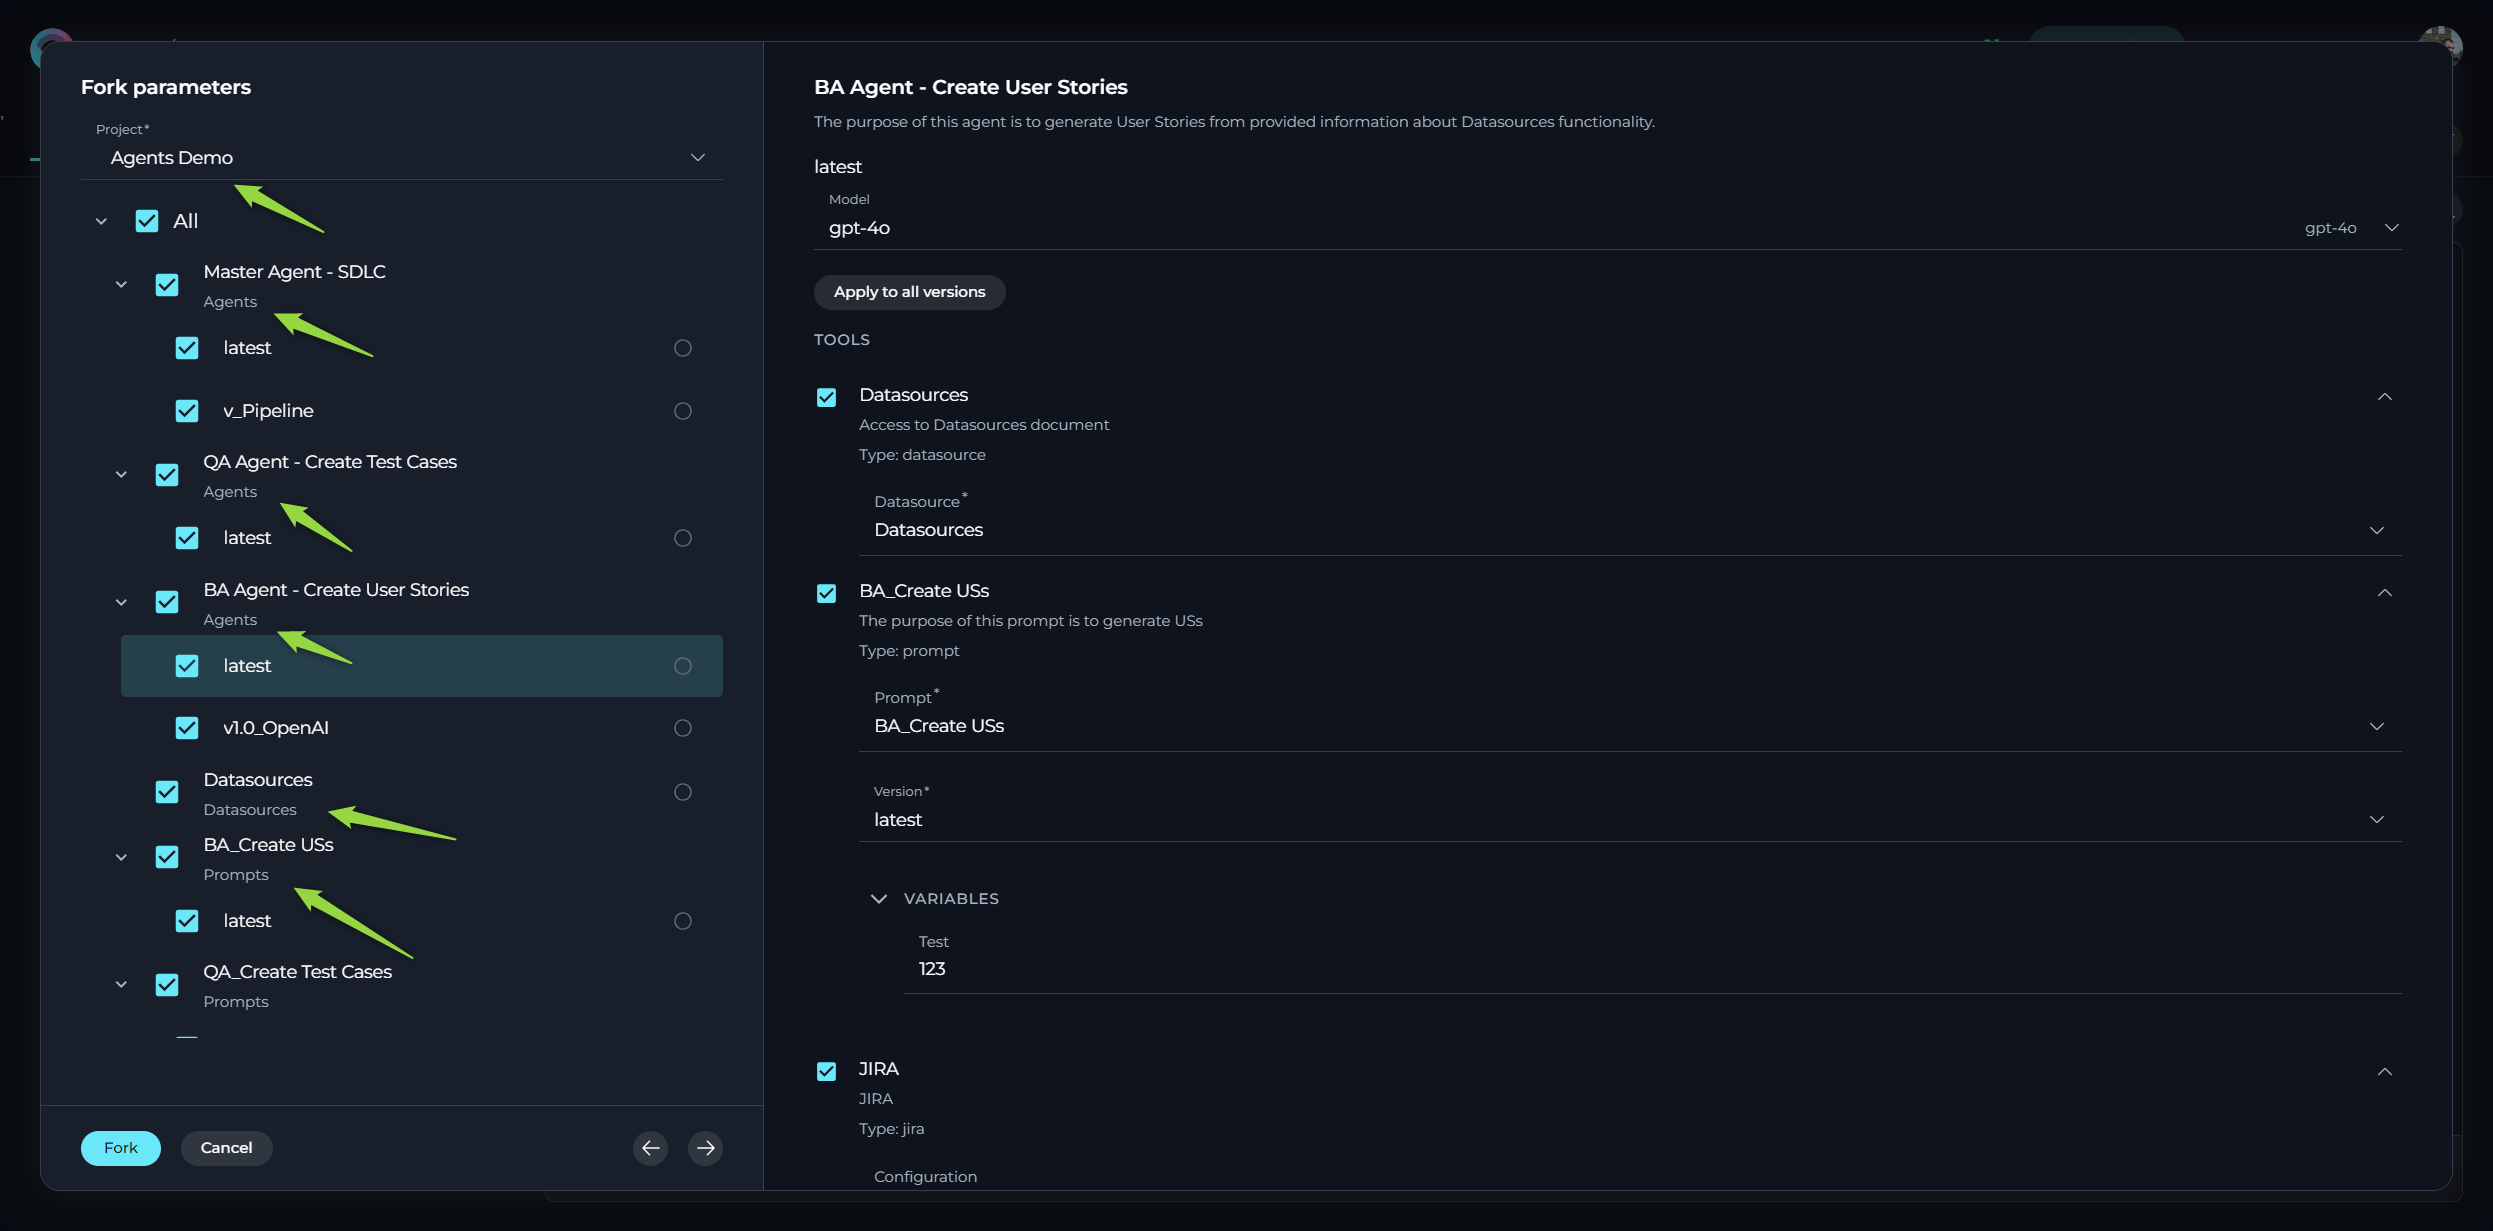 Fork parameters
Project*
Agents Demo
All
Master Agent - SDLC
Agents
latest
v_Pipeline
QA Agent - Create Test Cases
Agents
latest
BA Agent - Create User Stories
Agents
latest
v1.0_OpenAI
Datasources
Datasources
BA_Create USs
Prompts
latest
QA_Create Test Cases
Prompts
Fork
Cancel
BA Agent - Create User Stories
The purpose of this agent is to generate User Stories from provided information about Datasources functionality.
latest
Model
gpt-4o gpt-4o
Apply to all versions
TOOLS
Datasources
Access to Datasources document
Type: datasource
Datasource*
Datasources
BA_Create USs
The purpose of this prompt is to generate USs
Type: prompt
Prompt*
BA_Create USs
Version*
latest
VARIABLES
Test
123
JIRA
JIRA
Type: jira
Configuration